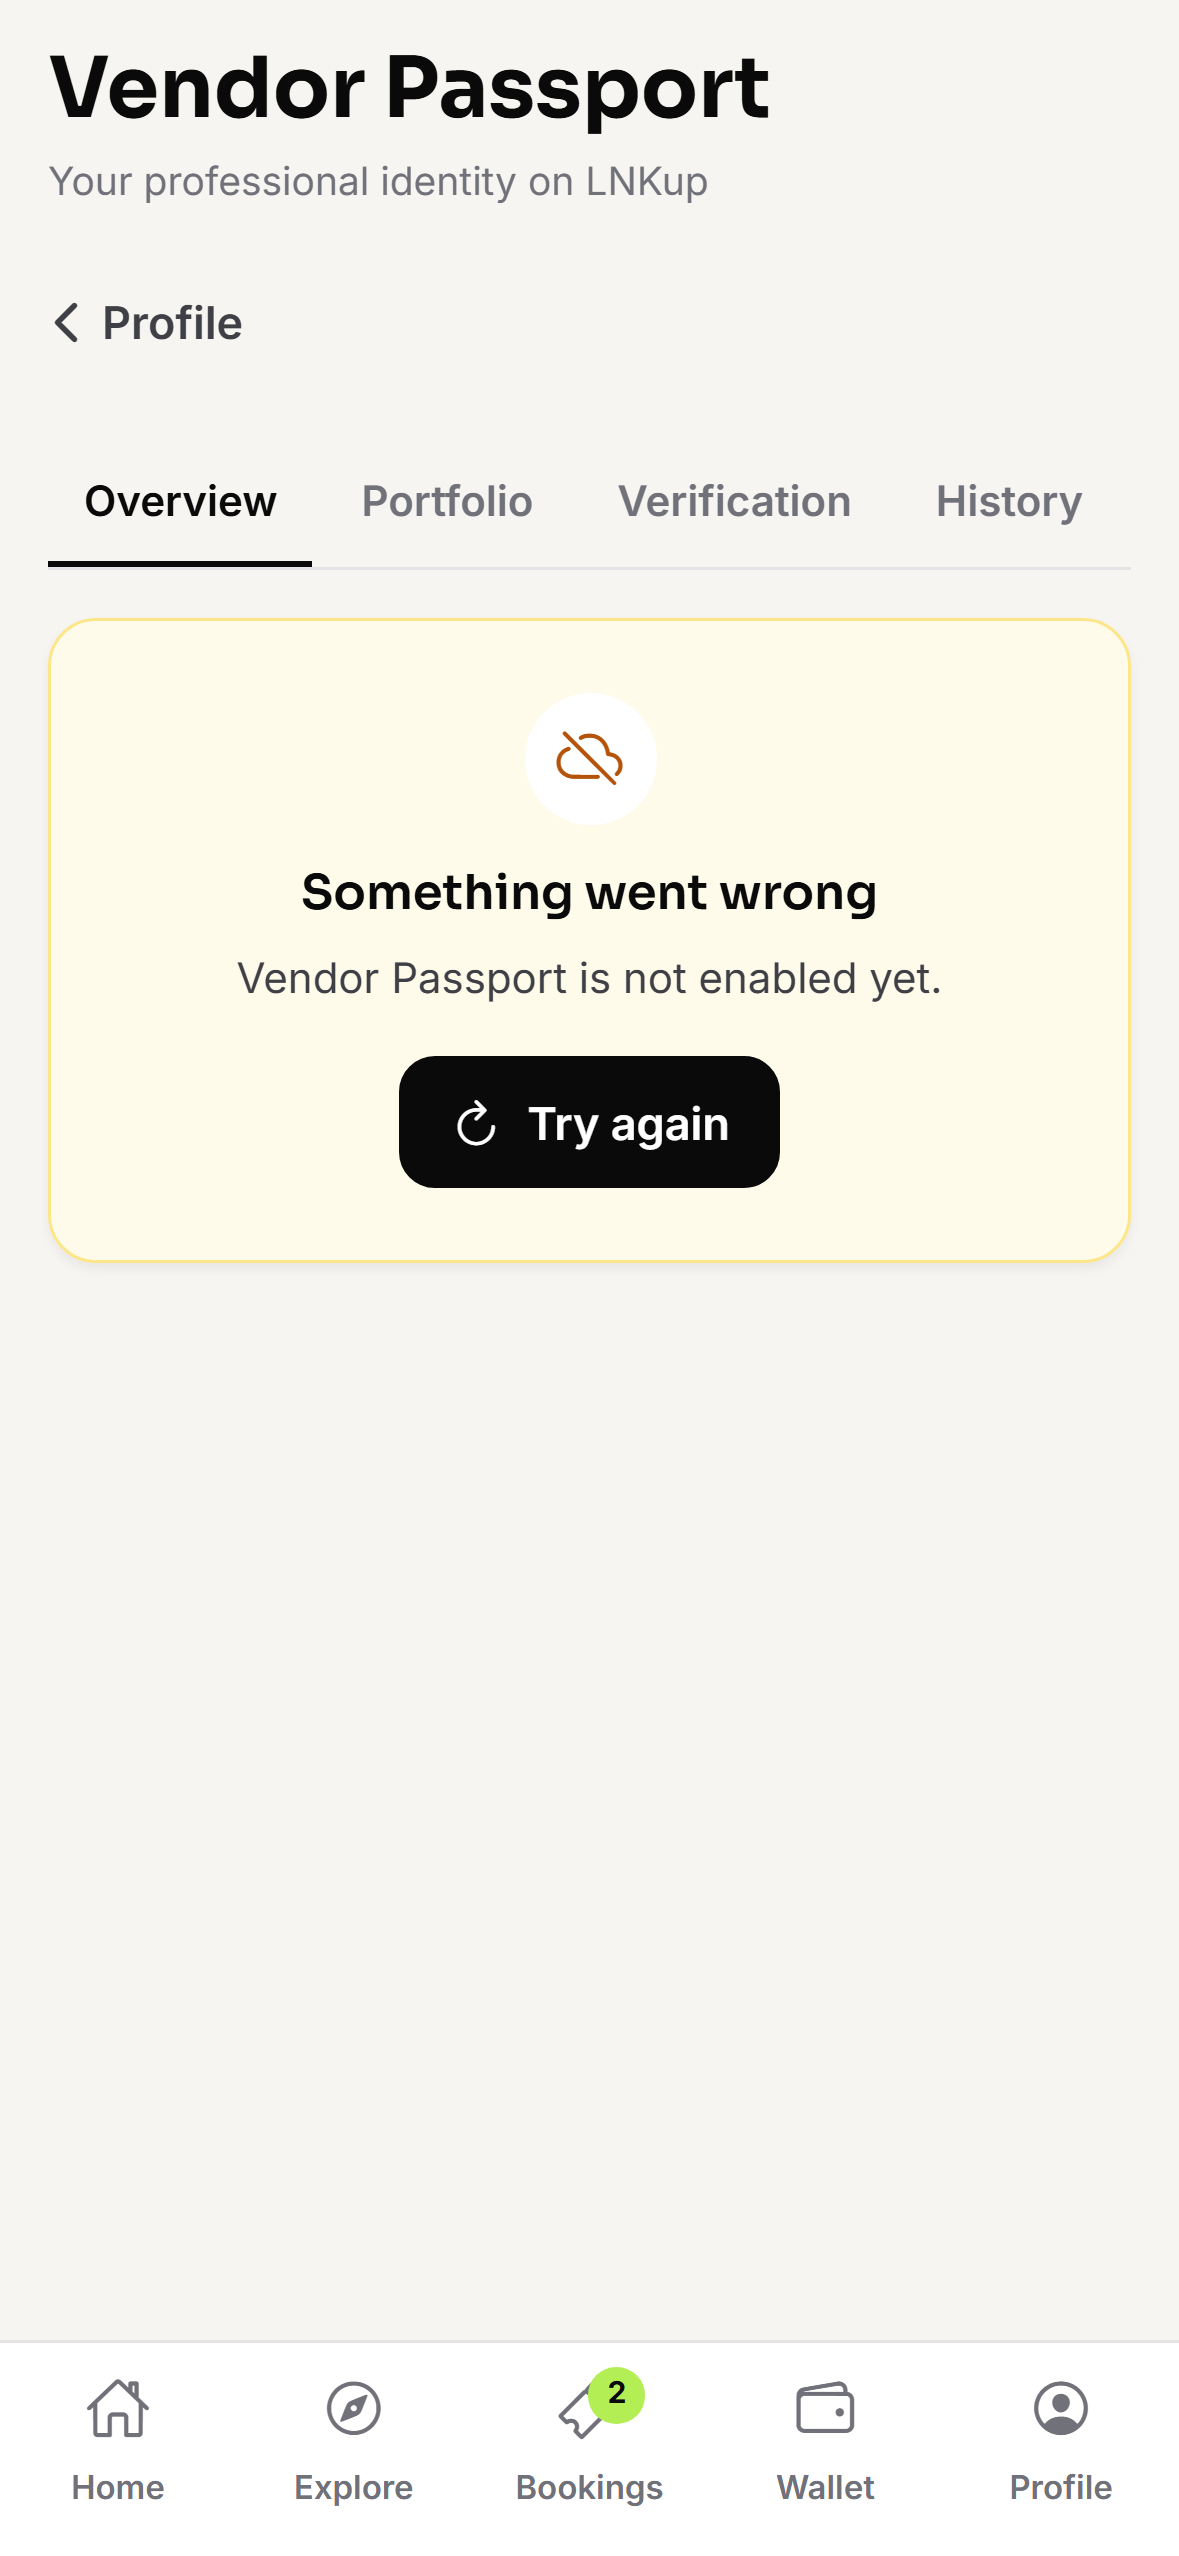 Vendor Passport
Your professional identity on LNKup
Profile
Overview Portfolio Verification History
Something went wrong
Vendor Passport is not enabled yet.
Try again
2
Home Explore Bookings Wallet Profile